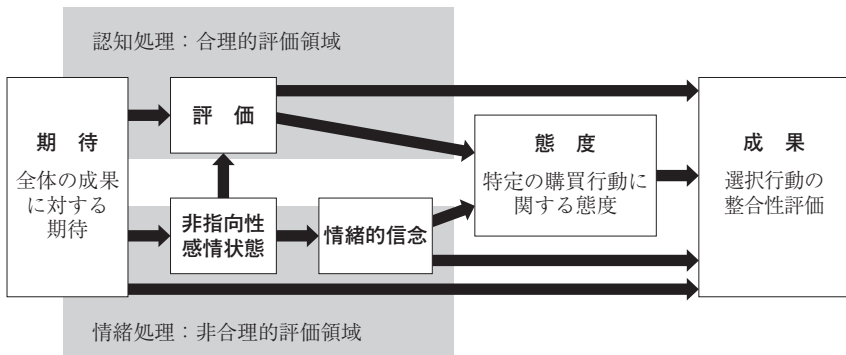 認知処理：合理的評価領域
期　待
全体の成果
に対する
期待
評　価
非指向性
感情状態
情緒的信念
態　度
特定の購買行動に
関する態度
成　果
選択行動の
整合性評価
情緒処理：非合理的評価領域